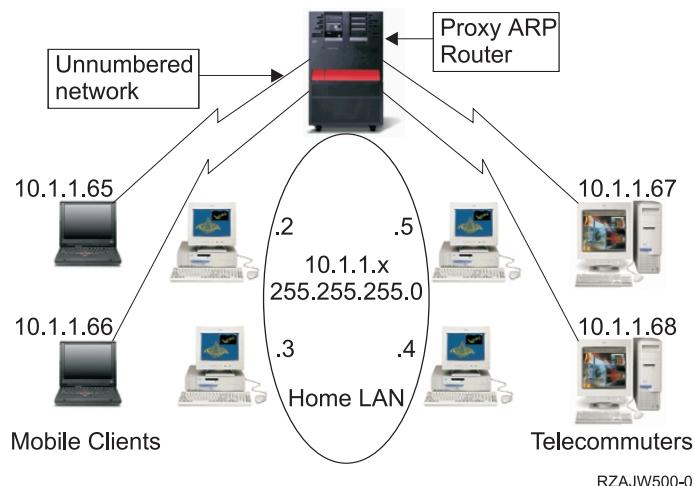 Unnumbered
network
Proxy ARP
Router
10.1.1.65
10.1.1.67
.2
.5
10.1.1.x
255.255.255.0
10.1.1.66
10.1.1.68
.3
.4
Home LAN
Mobile Clients
Telecommuters
RZAJW500-0